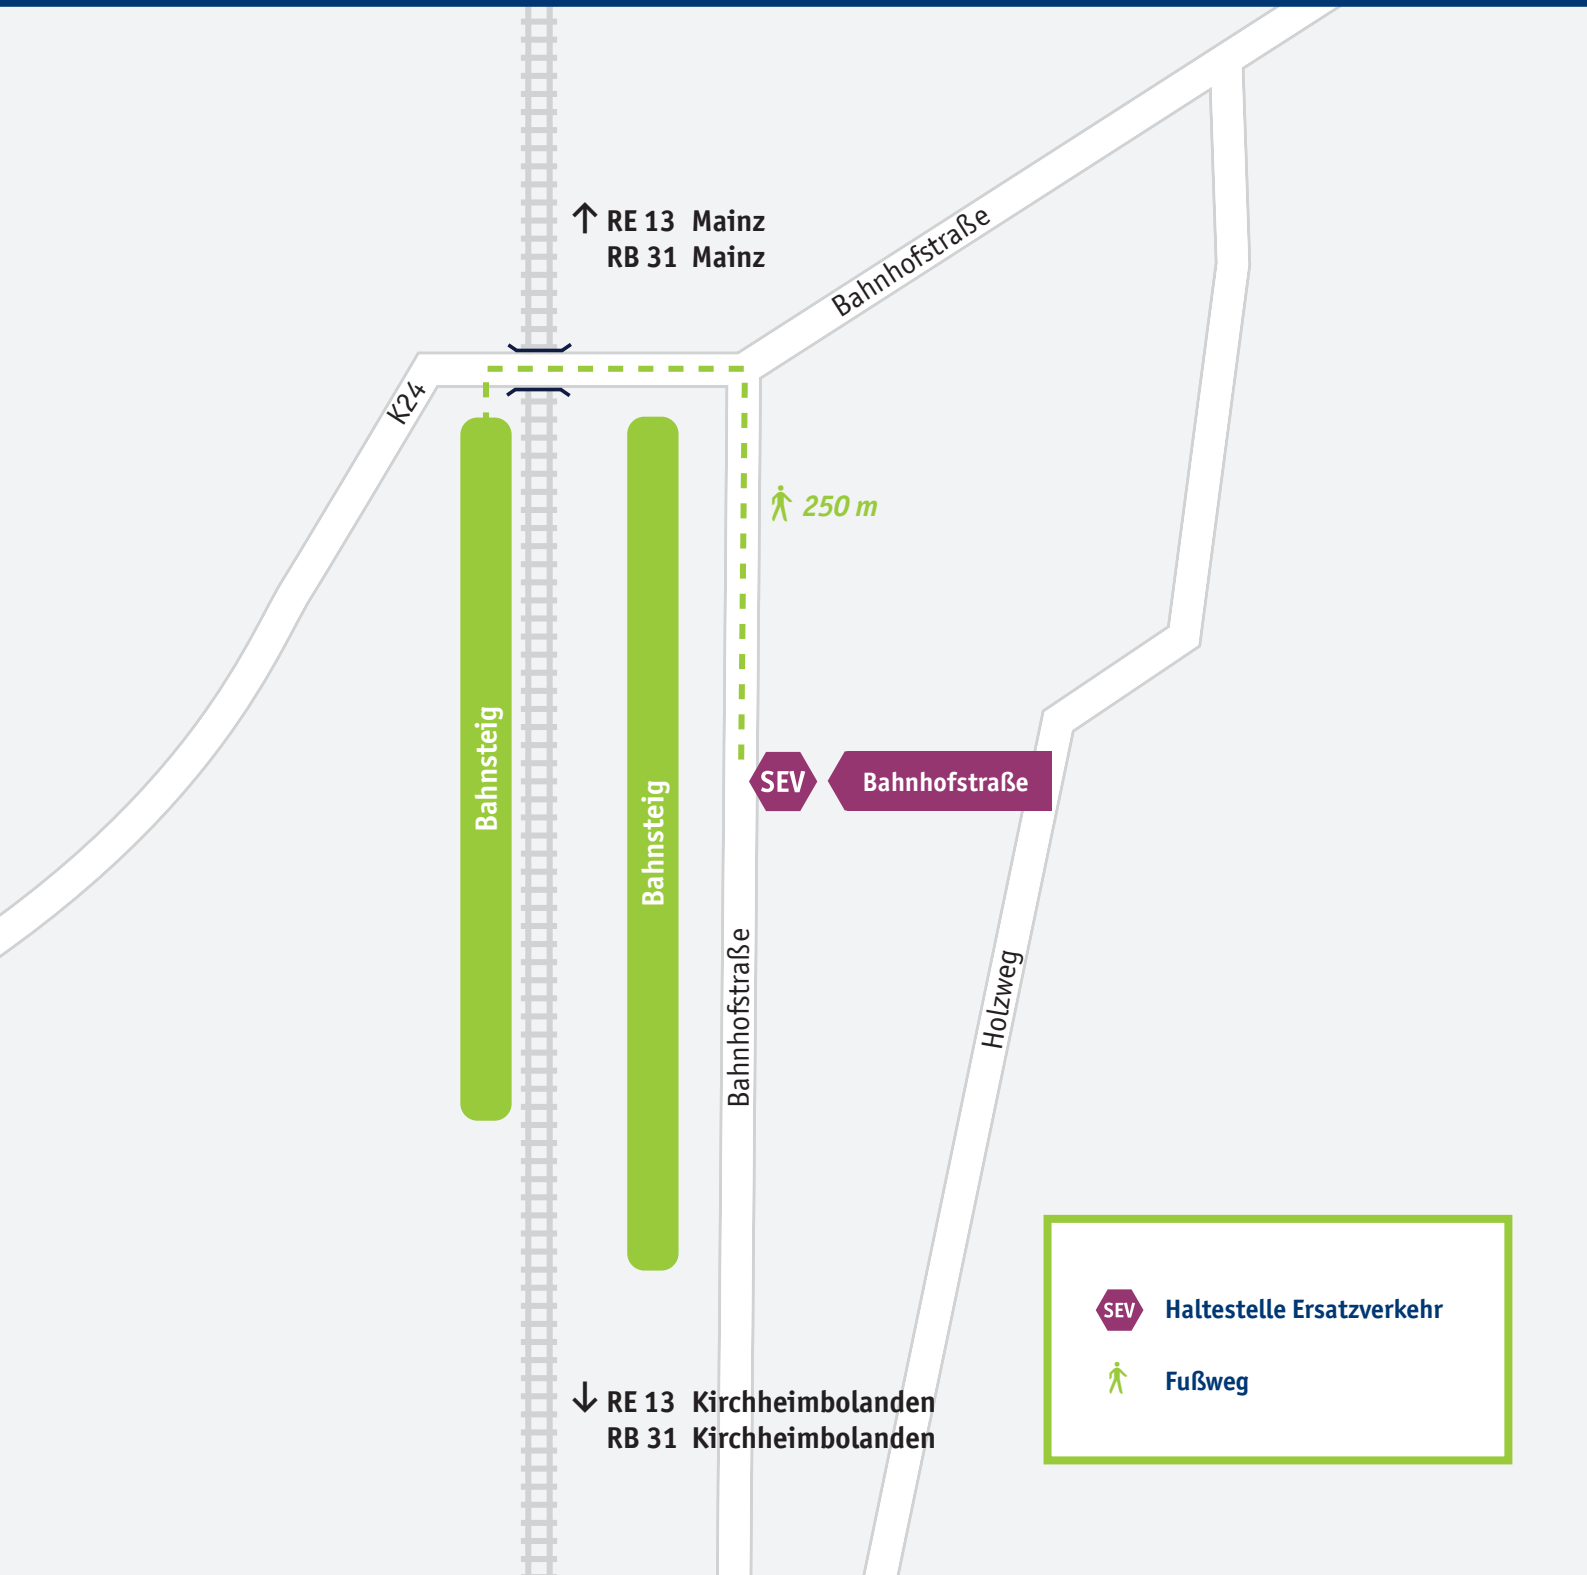 RE 13 Mainz
RB 31 Mainz
Bahnhofstraße
K24
250 m
Bahnsteig
Bahnsteig
SEV
Bahnhofstraße
Bahnhofstraße
Holzweg
SEV Haltestelle Ersatzverkehr
Fußweg
RE 13 Kirchheimbolanden
RB 31 Kirchheimbolanden